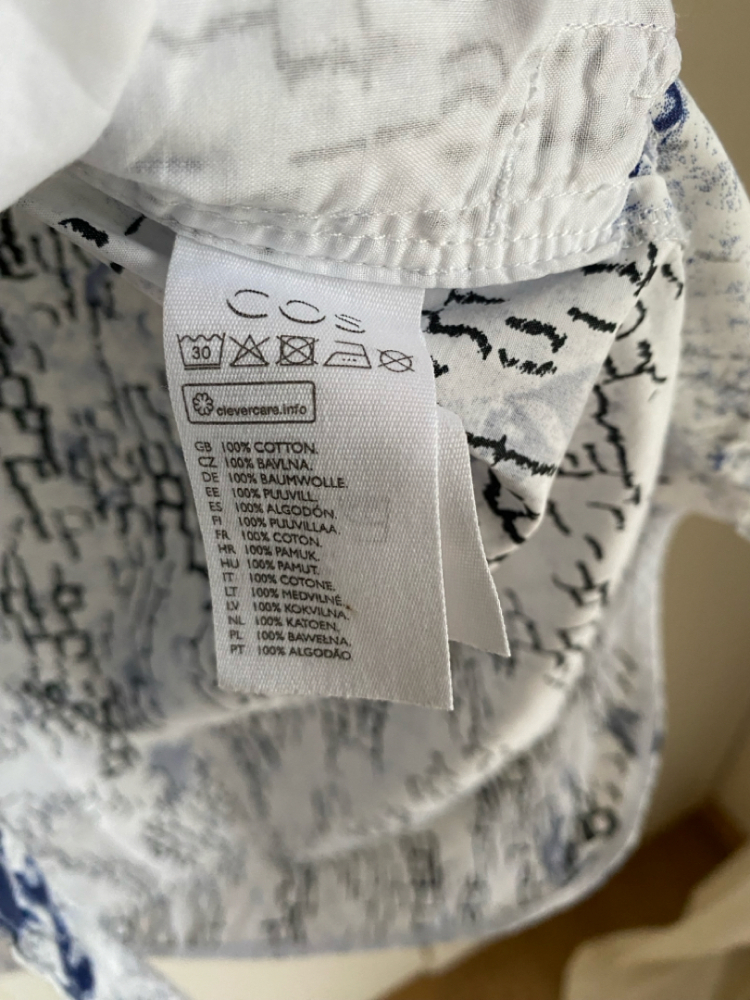 COS
30
clevercare.info
GB 100% COTTON.
CZ 100% BAVLNA.
DE 100% BAUMWOLLE.
EE 100% PUUVILL.
ES 100% ALGODÓN.
FI 100% PUUVILLAA.
FR 100% COTON.
HR 100% PAMUK.
HU 100% PAMUT.
IT 100% COTONE.
LT 100% MEDVILNĖ.
LV 100% KOKVILNA.
NL 100% KATOEN.
PL 100% BAWEŁNA.
PT 100% ALGODÃO